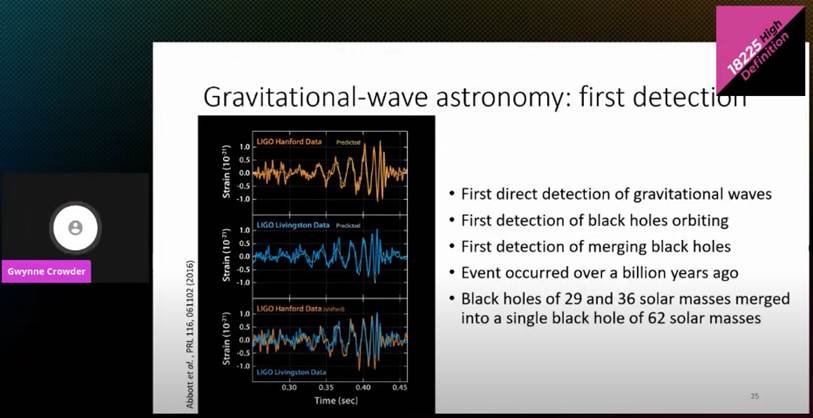 18225 High
Definition
Gravitational-wave astronomy: first detection
LIGO Hanford Data Predicted
Strain (10⁻²¹)
1.0
0.5
0.0
-0.5
-1.0
LIGO Livingston Data Predicted
Strain (10⁻²¹)
1.0
0.5
0.0
-0.5
-1.0
LIGO Hanford Data (shifted)
Strain (10⁻²¹)
1.0
0.5
0.0
-0.5
-1.0
LIGO Livingston Data
0.30 0.35 0.40 0.45
Time (sec)
Abbott et al. , PRL 116, 061102 (2016)
• First direct detection of gravitational waves
• First detection of black holes orbiting
• First detection of merging black holes
• Event occurred over a billion years ago
• Black holes of 29 and 36 solar masses merged
into a single black hole of 62 solar masses
25
Gwynne Crowder